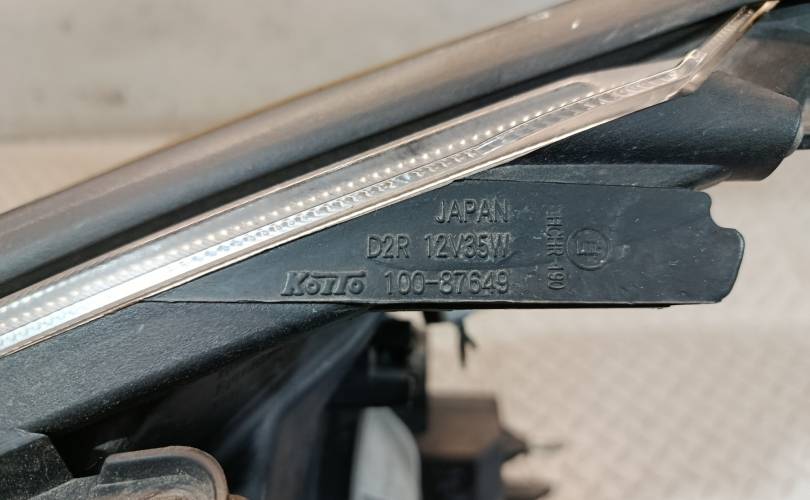 JAPAN
D2R 12V35W
KOITO 100-87649
HCHR 190